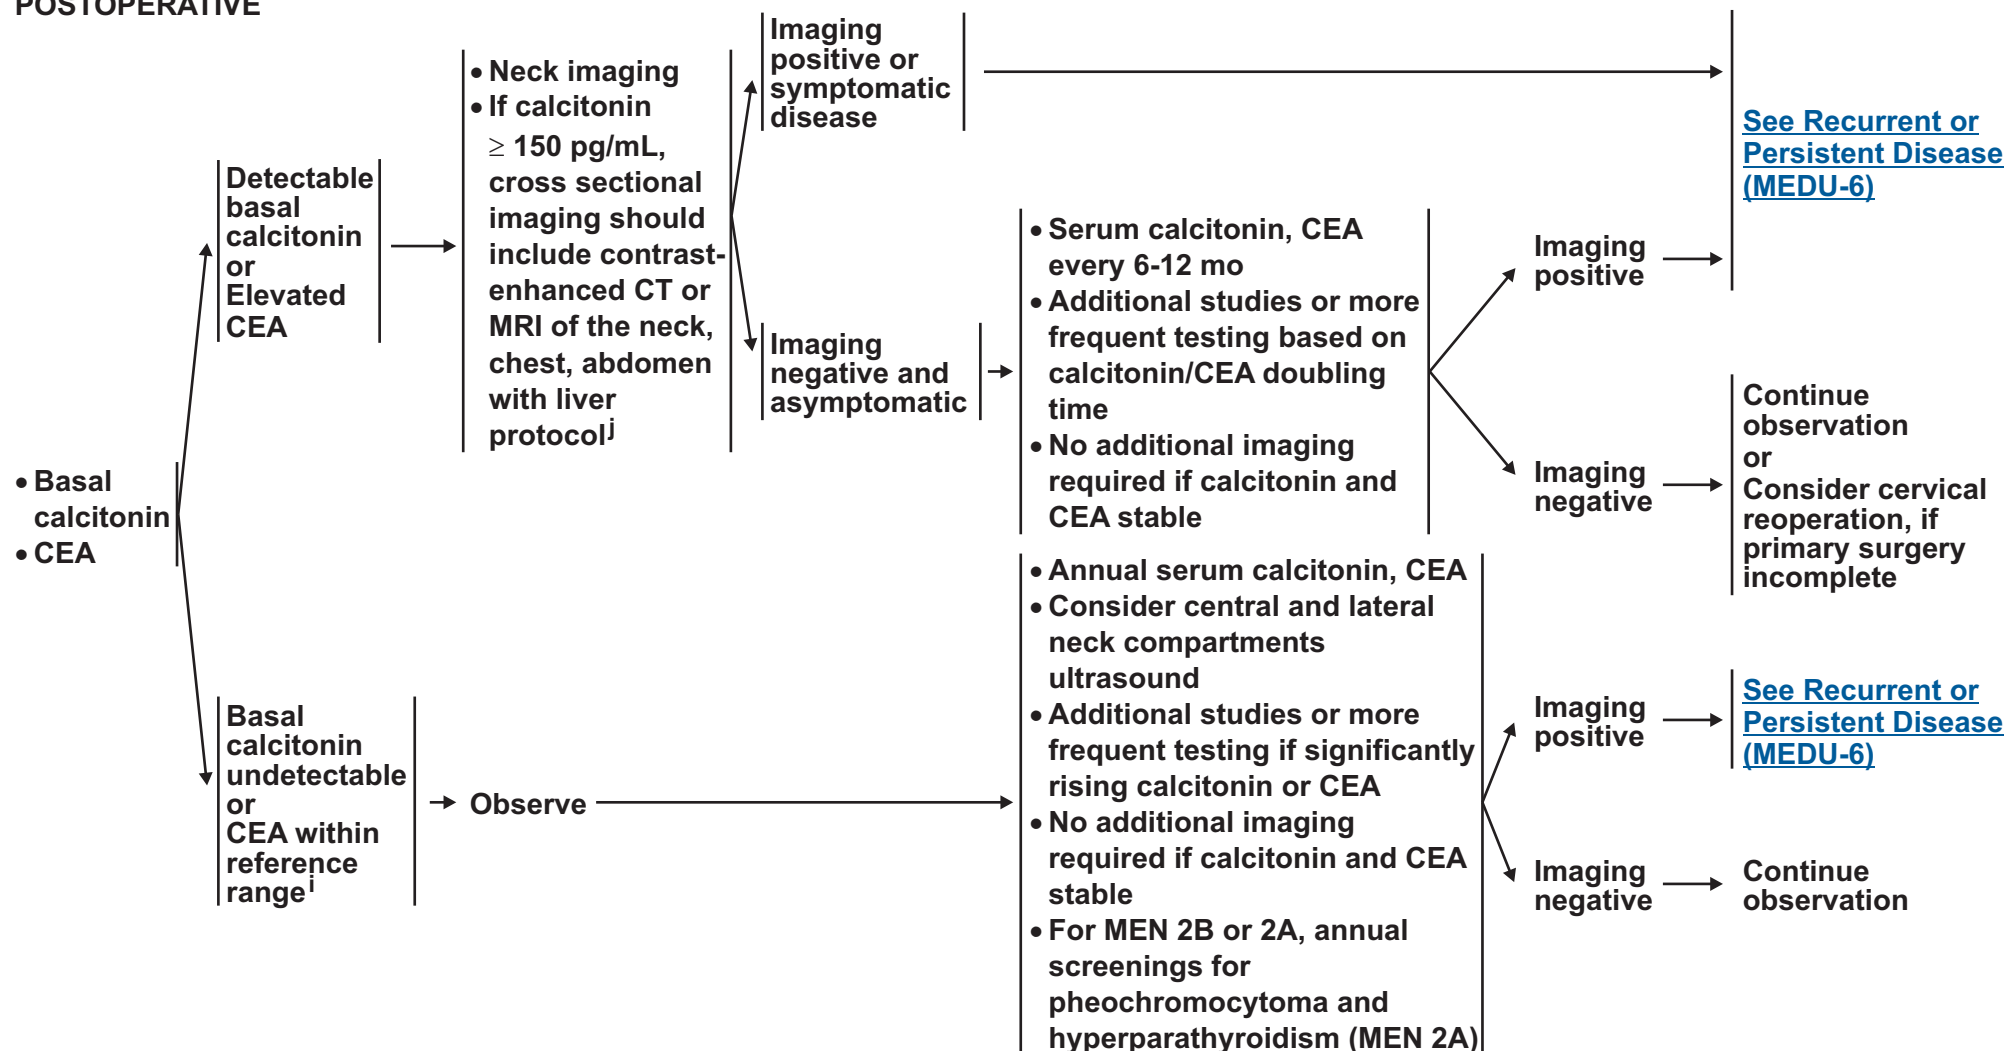 POSTOPERATIVE
• Basal
calcitonin
• CEA
Detectable
basal
calcitonin
or
Elevated
CEA
• Neck imaging
• If calcitonin
≥ 150 pg/mL,
cross sectional
imaging should
include contrast-
enhanced CT or
MRI of the neck,
chest, abdomen
with liver
protocolj
Imaging
positive or
symptomatic
disease
See Recurrent or
Persistent Disease
(MEDU-6)
Imaging
negative and
asymptomatic
• Serum calcitonin, CEA
every 6-12 mo
• Additional studies or more
frequent testing based on
calcitonin/CEA doubling
time
• No additional imaging
required if calcitonin and
CEA stable
Imaging
positive
Imaging
negative
Continue
observation
or
Consider cervical
reoperation, if
primary surgery
incomplete
Basal
calcitonin
undetectable
or
CEA within
reference
rangei
Observe
• Annual serum calcitonin, CEA
• Consider central and lateral
neck compartments
ultrasound
• Additional studies or more
frequent testing if significantly
rising calcitonin or CEA
• No additional imaging
required if calcitonin and CEA
stable
• For MEN 2B or 2A, annual
screenings for
pheochromocytoma and
hyperparathyroidism (MEN 2A)
Imaging
positive
See Recurrent or
Persistent Disease
(MEDU-6)
Imaging
negative
Continue
observation